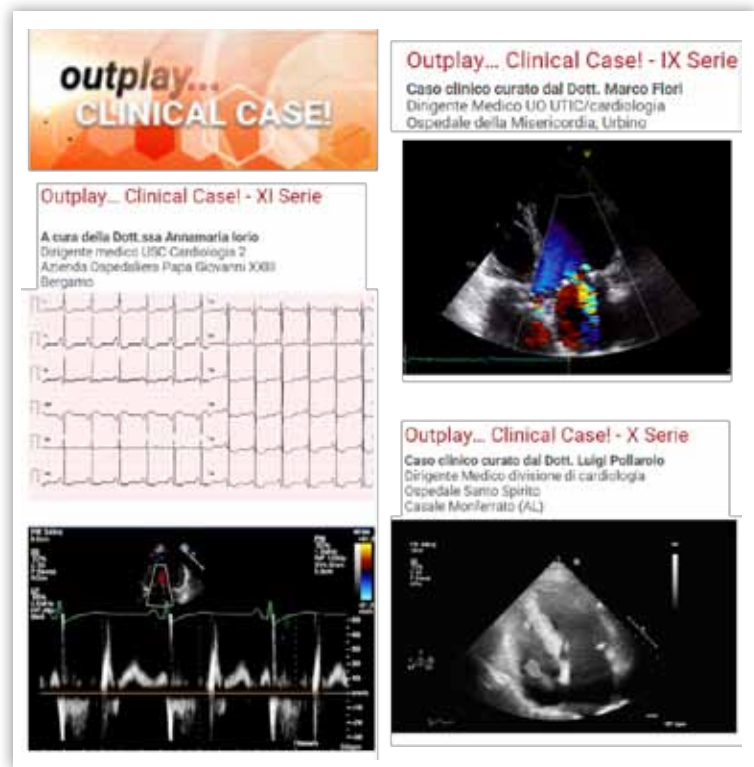 outplay...
CLINICAL CASE!
Outplay... Clinical Case! - XI Serie
A cura della Dott.ssa Annamaria Iorio
Dirigente medico USC Cardiologia 2
Azienda Ospedaliera Papa Giovanni XXIII
Bergamo
Outplay... Clinical Case! - IX Serie
Caso clinico curato dal Dott. Marco Fiori
Dirigente Medico UO UTIC/cardiologia
Ospedale della Misericordia, Urbino
Outplay... Clinical Case! - X Serie
Caso clinico curato dal Dott. Luigi Pollarolo
Dirigente Medico divisione di cardiologia
Ospedale Santo Spirito
Casale Monferrato (AL)